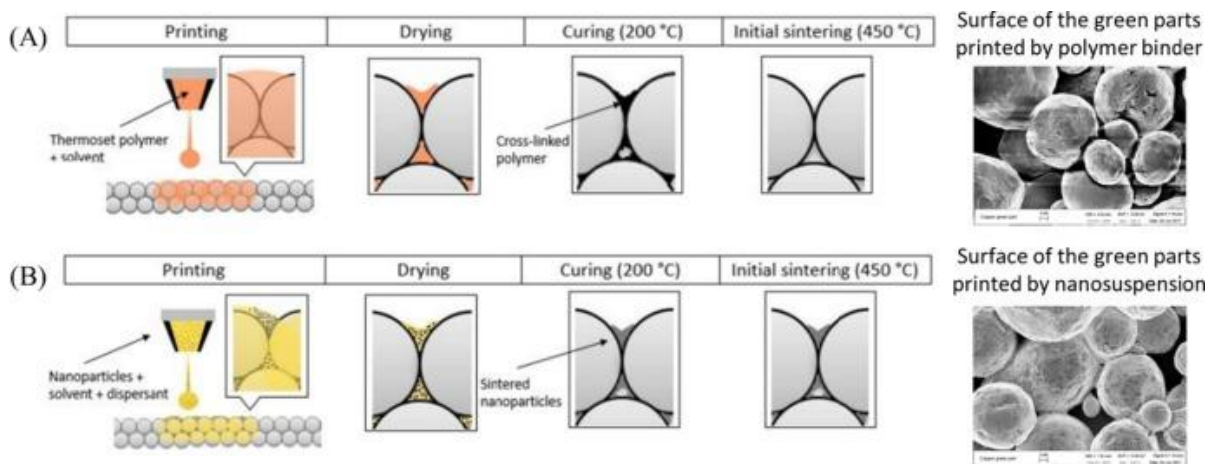 (A)
Printing
Drying
Curing (200 °C)
Initial sintering (450 °C)
Surface of the green parts
printed by polymer binder
Thermoset polymer
+ solvent
Cross-linked
polymer
(B)
Printing
Drying
Curing (200 °C)
Initial sintering (450 °C)
Surface of the green parts
printed by nanosuspension
Nanoparticles +
solvent + dispersant
Sintered
nanoparticles